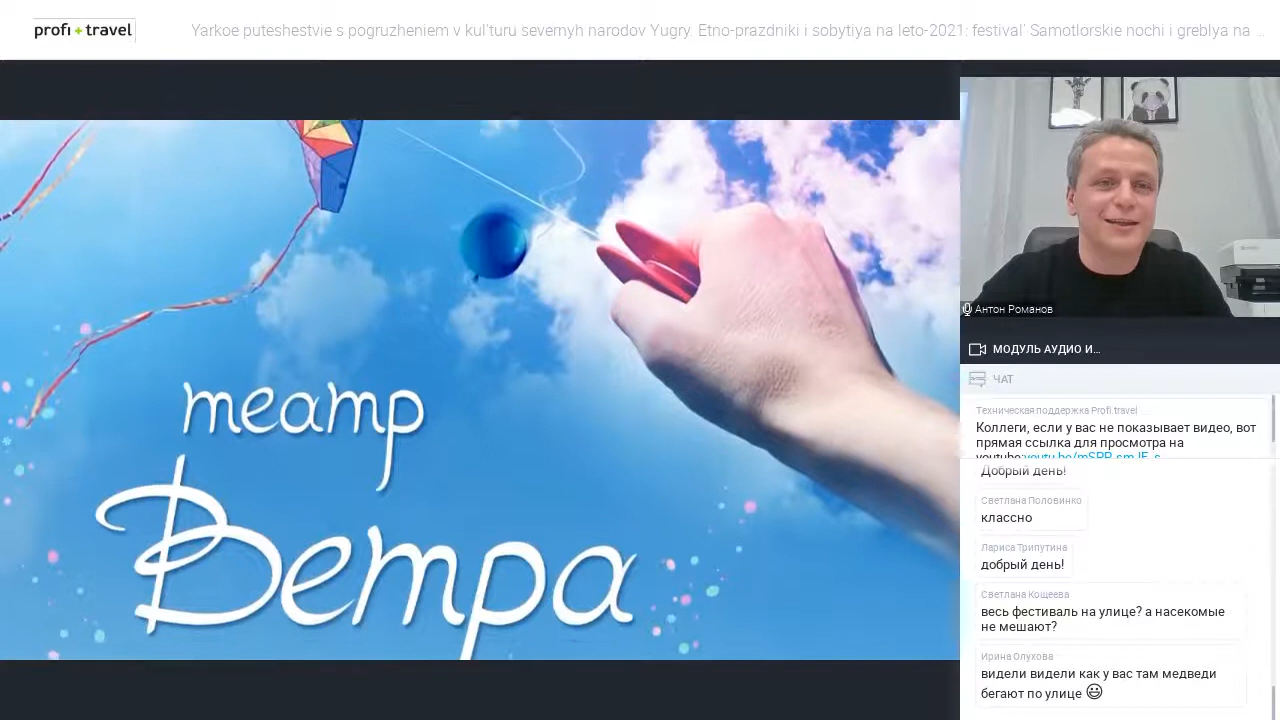 profi + travel
Yarkoe puteshestvie s pogruzheniem v kul'turu severnyh narodov Yugry. Etno-prazdniki i sobytiya na leto-2021: festival' Samotlorskie nochi i greblya na ...
театр
Ветра
Антон Романов
МОДУЛЬ АУДИО И...
ЧАТ
Техническая поддержка Profi.travel
Коллеги, если у вас не показывает видео, вот
прямая ссылка для просмотра на
Добрый день!
Светлана Половинко
классно
Лариса Трипутина
добрый день!
Светлана Кощеева
весь фестиваль на улице? а насекомые
не мешают?
Ирина Олухова
видели видели как у вас там медведи
бегают по улице 😃